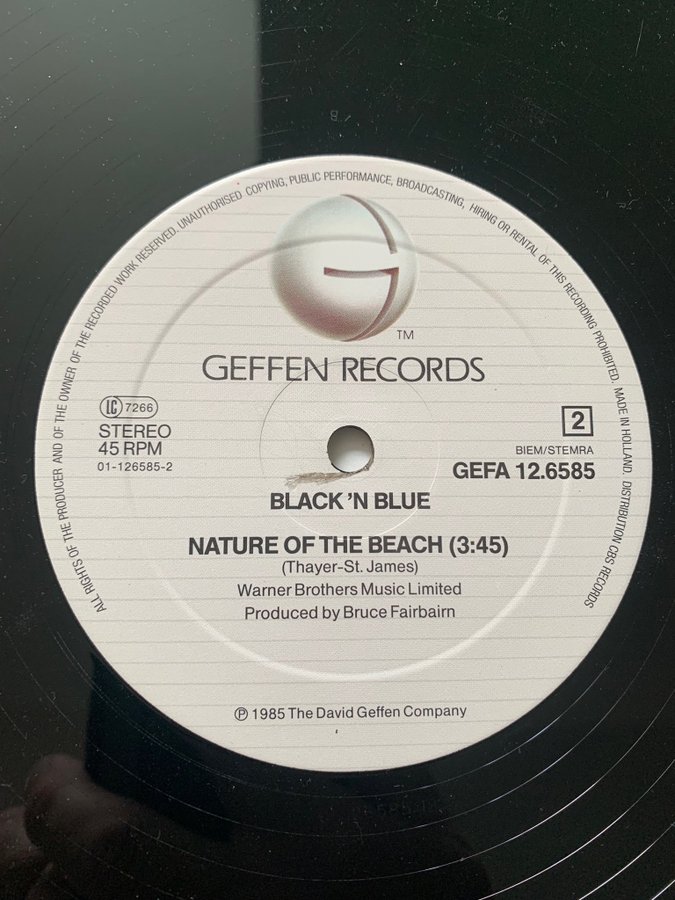 ALL RIGHTS OF THE PRODUCER AND OF THE OWNER OF THE RECORDED WORK RESERVED. UNAUTHORISED COPYING, PUBLIC PERFORMANCE, BROADCASTING, HIRING OR RENTAL OF THIS RECORDING PROHIBITED. MADE IN HOLLAND. DISTRIBUTION CBS RECORDS
G
TM
GEFFEN RECORDS
LC 7266
STEREO
45 RPM
01-126585-2
2
BIEM/STEMRA
GEFA 12.6585
BLACK 'N BLUE
NATURE OF THE BEACH (3:45)
(Thayer-St. James)
Warner Brothers Music Limited
Produced by Bruce Fairbairn
℗ 1985 The David Geffen Company